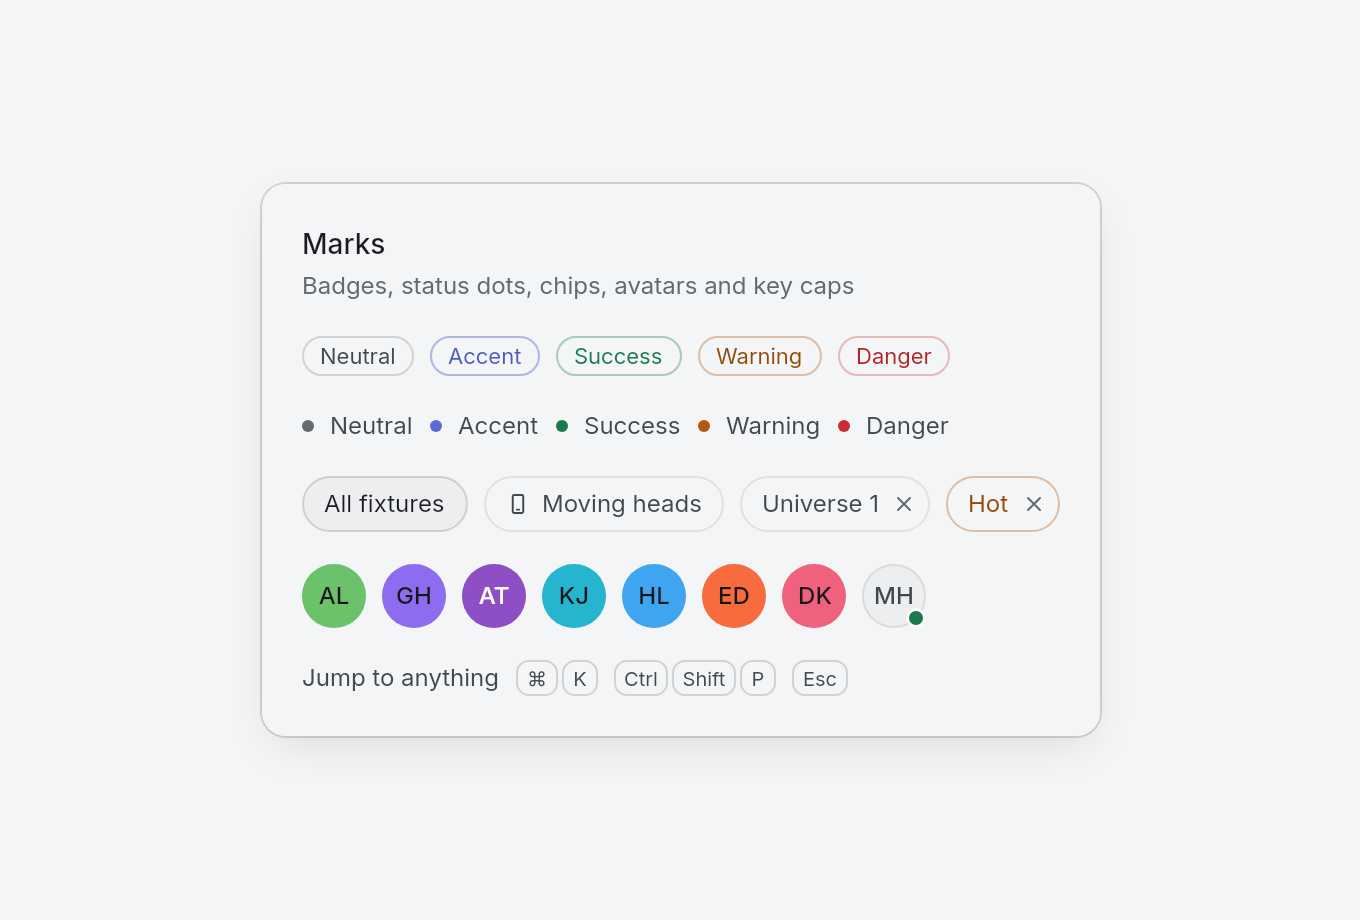 Marks
Badges, status dots, chips, avatars and key caps
Neutral Accent Success Warning Danger
Neutral Accent Success Warning Danger
All fixtures Moving heads Universe 1 Hot
AL GH AT KJ HL ED DK MH
Jump to anything ⌘ K Ctrl Shift P Esc